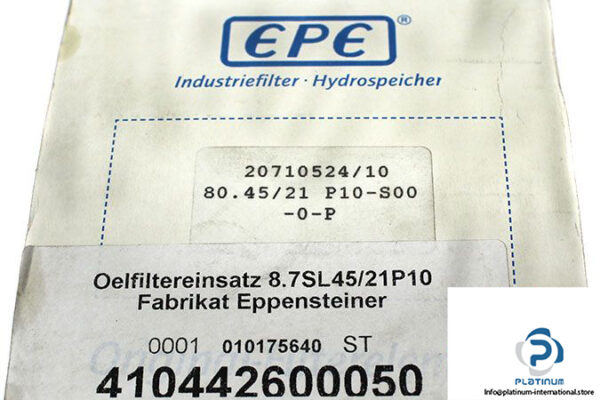 EPE®
Industriefilter · Hydrospeicher
20710524/10
80.45/21 P10-S00
-0-P
Oelfiltereinsatz 8.7SL45/21P10
Fabrikat Eppensteiner
0001 010175640 ST
410442600050
PLATINUM
INTERNATIONAL
Info@platinum-international.store